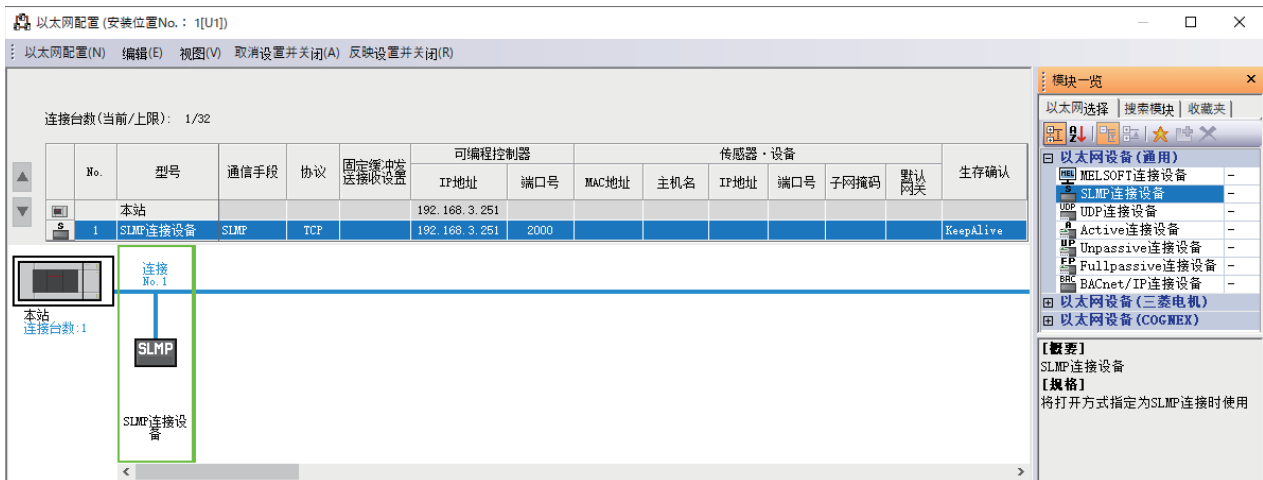 以太网配置 (安装位置No.： 1[U1])
以太网配置(N) 编辑(E) 视图(V) 取消设置并关闭(A) 反映设置并关闭(R)
连接台数(当前/上限)： 1/32
No. 型号 通信手段 协议 固定缓冲发送接收设置 可编程控制器 传感器・设备 生存确认
IP地址 端口号 MAC地址 主机名 IP地址 端口号 子网掩码 默认网关
本站 192.168.3.251
1 SLMP连接设备 SLMP TCP 192.168.3.251 2000 KeepAlive
连接
No.1
本站
连接台数:1
SLMP
SLMP连接设
备
模块一览
以太网选择 搜索模块 收藏夹
以太网设备(通用)
MELSOFT连接设备 -
SLMP连接设备 -
UDP连接设备 -
Active连接设备 -
Unpassive连接设备 -
Fullpassive连接设备 -
BACnet/IP连接设备 -
以太网设备(三菱电机)
以太网设备(COGNEX)
[概要]
SLMP连接设备
[规格]
将打开方式指定为SLMP连接时使用